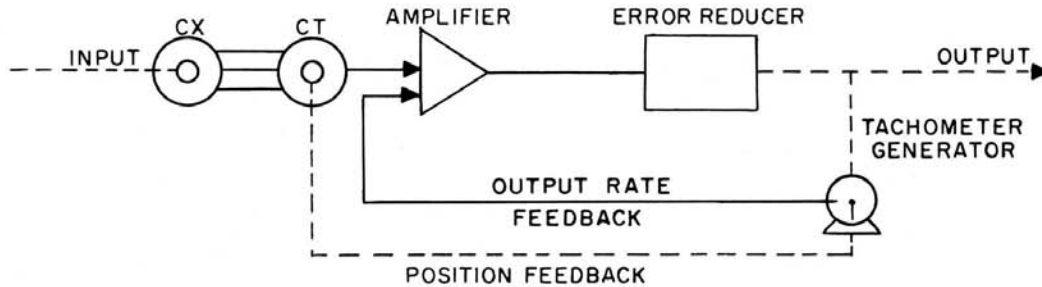 AMPLIFIER
ERROR REDUCER
CX
CT
INPUT
OUTPUT
TACHOMETER
GENERATOR
OUTPUT RATE
FEEDBACK
POSITION FEEDBACK